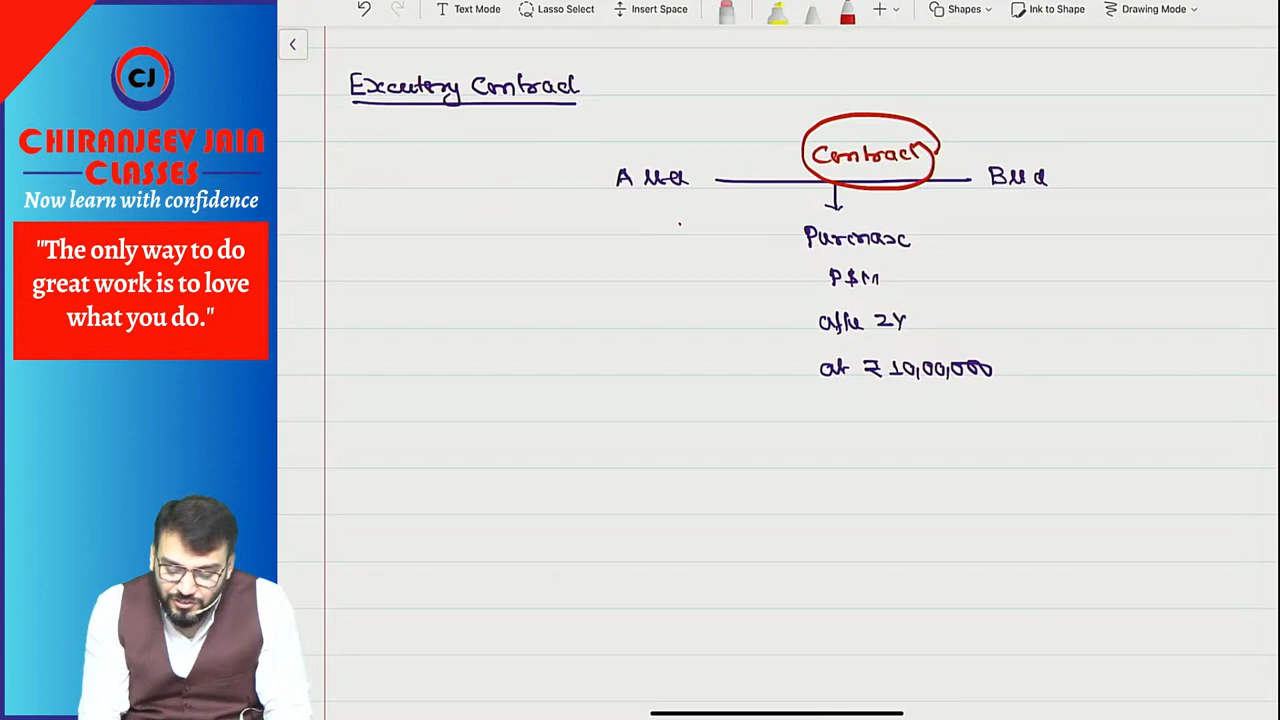 Text Mode Lasso Select Insert Space Shapes Ink to Shape Drawing Mode
CJ
CHIRANJEEV JAIN
CLASSES
Now learn with confidence
"The only way to do
great work is to love
what you do."
Executory Contract
Contract
A Ltd B Ltd
Purchase
P$M
after 2Y
at ₹10,00,000